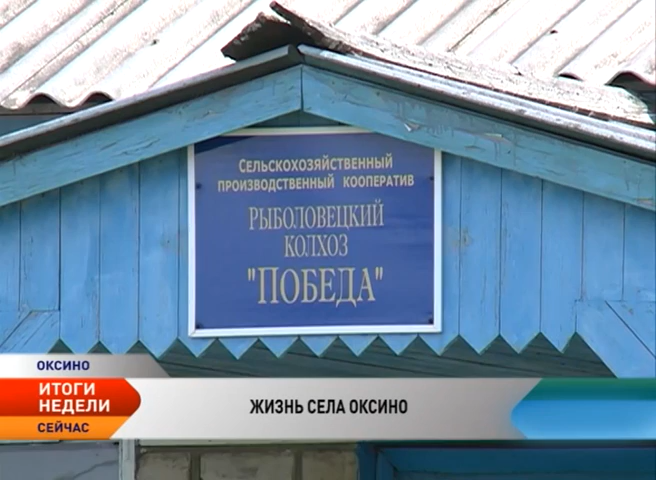 Сельскохозяйственный
производственный кооператив
Рыболовецкий
колхоз
"Победа"
ОКСИНО
ИТОГИ
НЕДЕЛИ
СЕЙЧАС
ЖИЗНЬ СЕЛА ОКСИНО